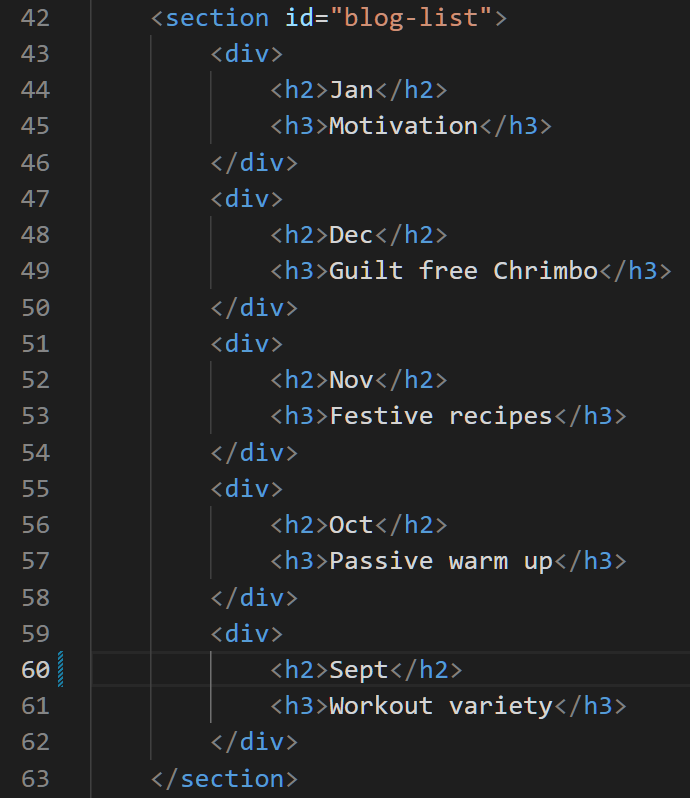 42 <section id="blog-list">
43 <div>
44 <h2>Jan</h2>
45 <h3>Motivation</h3>
46 </div>
47 <div>
48 <h2>Dec</h2>
49 <h3>Guilt free Chrimbo</h3>
50 </div>
51 <div>
52 <h2>Nov</h2>
53 <h3>Festive recipes</h3>
54 </div>
55 <div>
56 <h2>Oct</h2>
57 <h3>Passive warm up</h3>
58 </div>
59 <div>
60 <h2>Sept</h2>
61 <h3>Workout variety</h3>
62 </div>
63 </section>